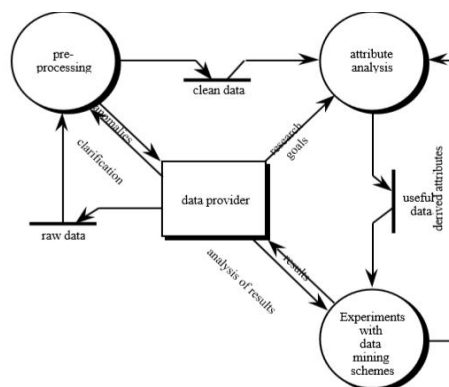 pre-
processing
attribute
analysis
clean data
anomalies
clarification
research
goals
data provider
useful
data
derived attributes
raw data
analysis of results
results
Experiments
with
data
mining
schemes